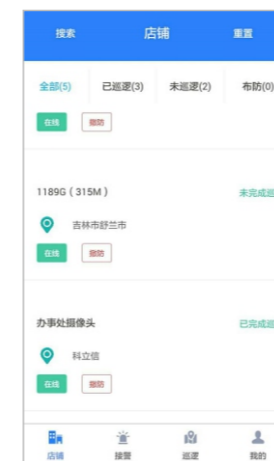 搜索 店铺 重置
全部(5) 已巡逻(3) 未巡逻(2) 布防(0)
在线 撤防
1189G ( 315M ) 未完成巡
吉林市舒兰市
在线 撤防
办事处摄像头 已完成巡
科立信
在线 撤防
店铺 接警 巡逻 我的